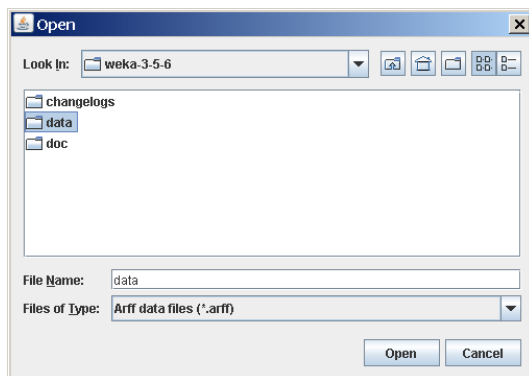 Open
Look In: weka-3-5-6
changelogs
data
doc
File Name: data
Files of Type: Arff data files (*.arff)
Open Cancel